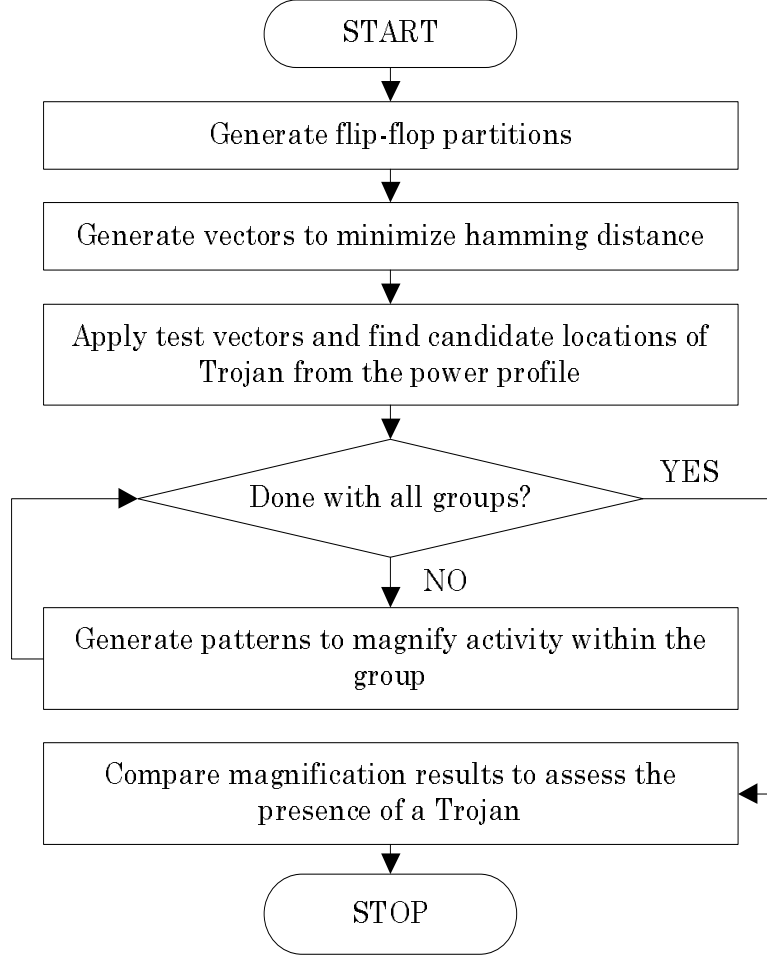 START
Generate flip-flop partitions
Generate vectors to minimize hamming distance
Apply test vectors and find candidate locations of
Trojan from the power profile
Done with all groups?
YES
NO
Generate patterns to magnify activity within the
group
Compare magnification results to assess the
presence of a Trojan
STOP